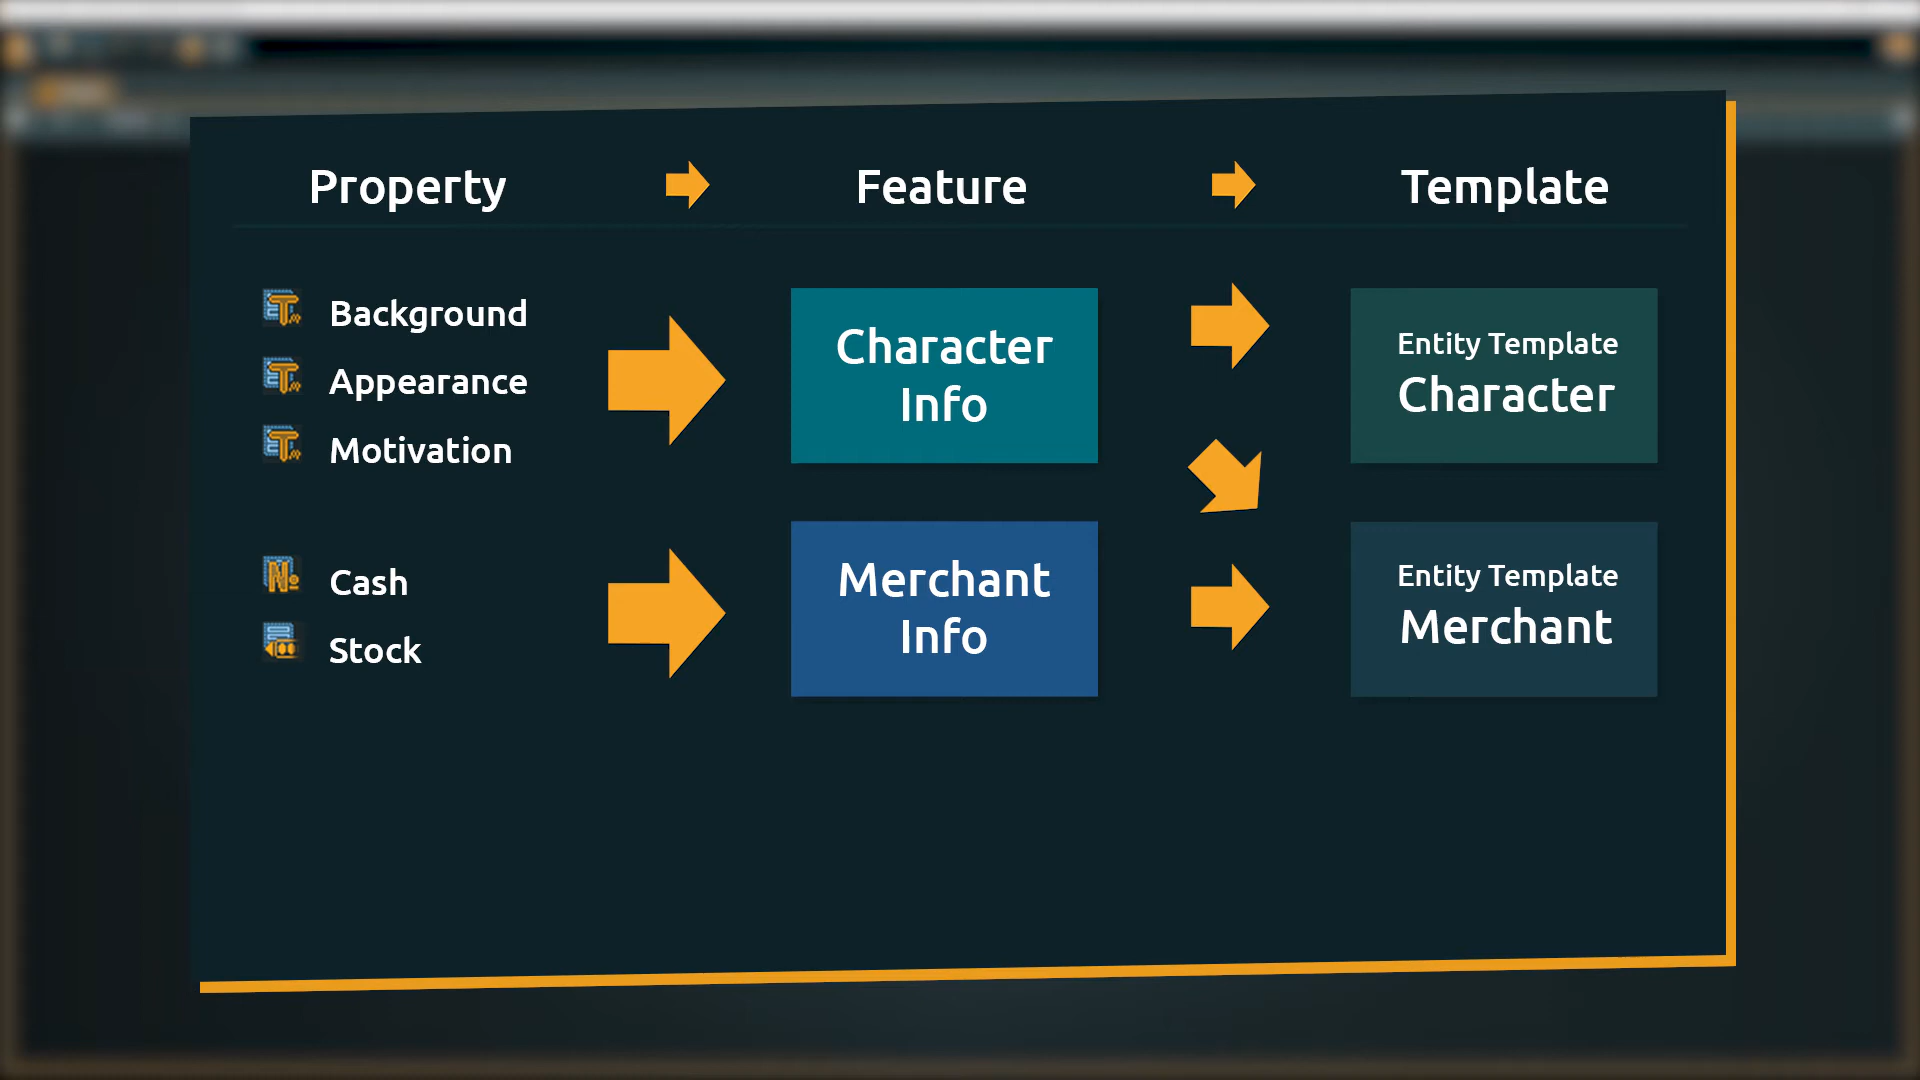 Property
Feature
Template
Background
Appearance
Motivation
Character
Info
Entity Template
Character
Cash
Stock
Merchant
Info
Entity Template
Merchant